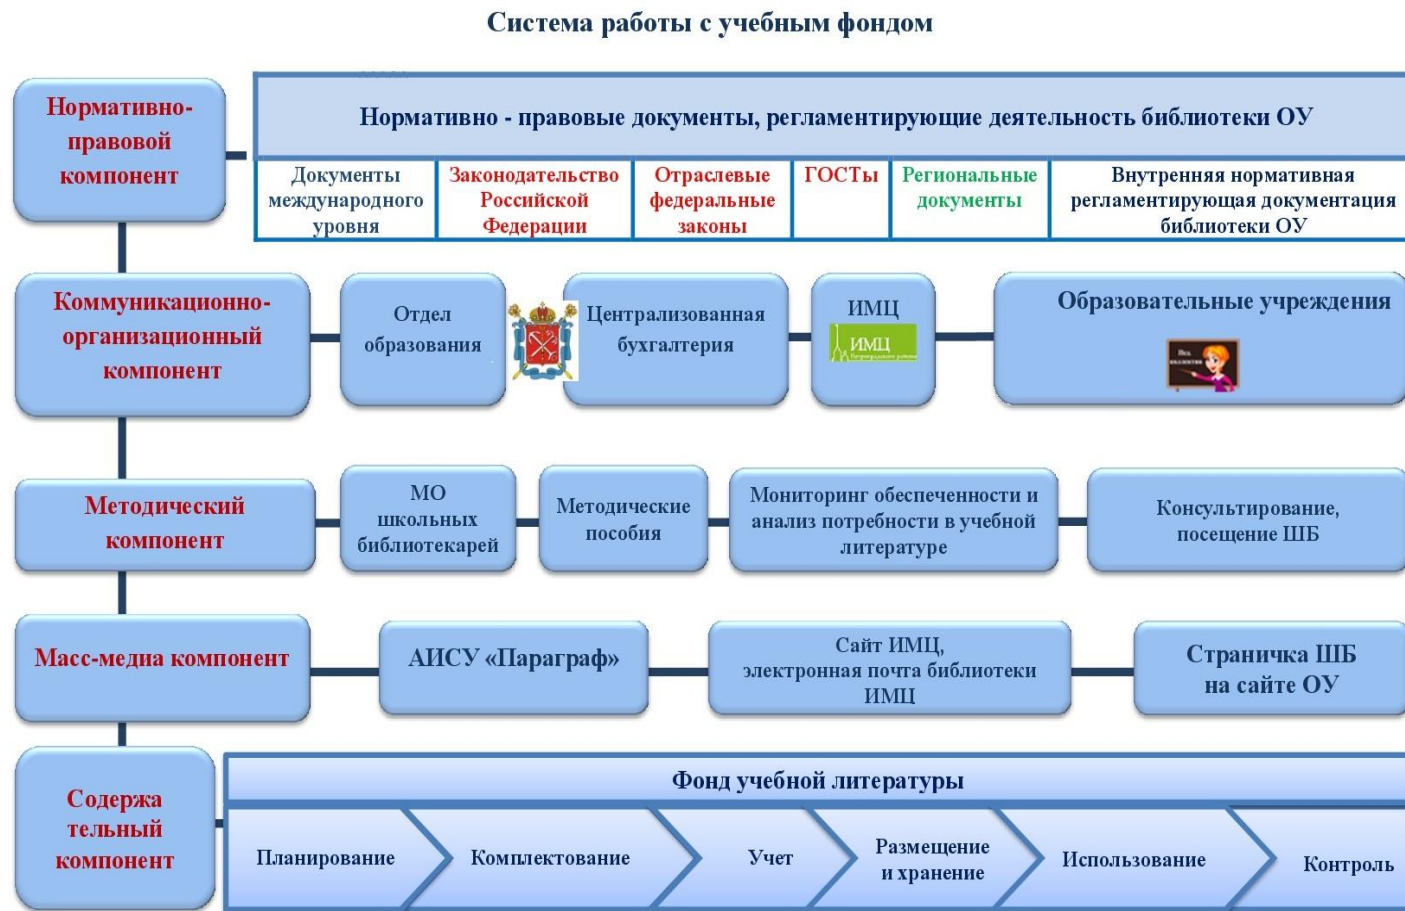 Система работы с учебным фондом
Нормативно-
правовой
компонент
Нормативно - правовые документы, регламентирующие деятельность библиотеки ОУ
Документы
международного
уровня
Законодательство
Российской
Федерации
Отраслевые
федеральные
законы
ГОСТы
Региональные
документы
Внутренняя нормативная
регламентирующая документация
библиотеки ОУ
Коммуникационно-
организационный
компонент
Отдел
образования
Централизованная
бухгалтерия
ИМЦ
ИМЦ
Образовательные учреждения
Методический
компонент
МО
школьных
библиотекарей
Методические
пособия
Мониторинг обеспеченности и
анализ потребности в учебной
литературе
Консультирование,
посещение ШБ
Масс-медиа компонент
АИСУ «Параграф»
Сайт ИМЦ,
электронная почта библиотеки
ИМЦ
Страничка ШБ
на сайте ОУ
Содержа
тельный
компонент
Фонд учебной литературы
Планирование
Комплектование
Учет
Размещение
и хранение
Использование
Контроль